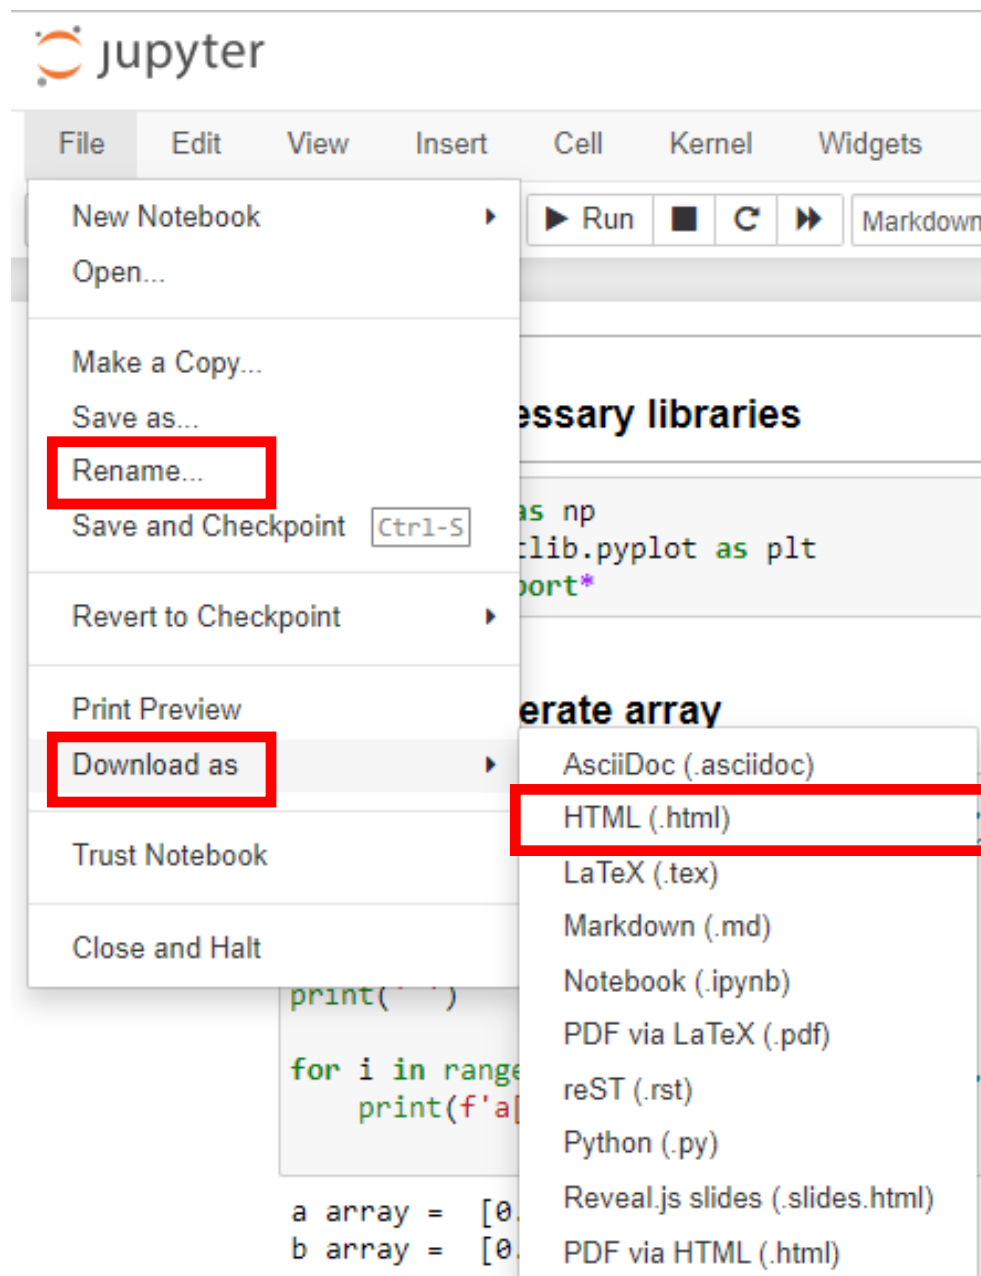 jupyter
File Edit View Insert Cell Kernel Widgets
New Notebook
Run Markdown
Open...
Make a Copy...
Save as...
essary libraries
Rename...
Save and Checkpoint Ctrl-S
as np
tlib.pyplot as plt
port*
Revert to Checkpoint
Print Preview
erate array
Download as
AsciiDoc (.asciidoc)
HTML (.html)
Trust Notebook
LaTeX (.tex)
Markdown (.md)
Close and Halt
Notebook (.ipynb)
print(' ')
PDF via LaTeX (.pdf)
for i in range
reST (.rst)
print(f'a[
Python (.py)
Reveal.js slides (.slides.html)
a array = [0.
b array = [0.
PDF via HTML (.html)